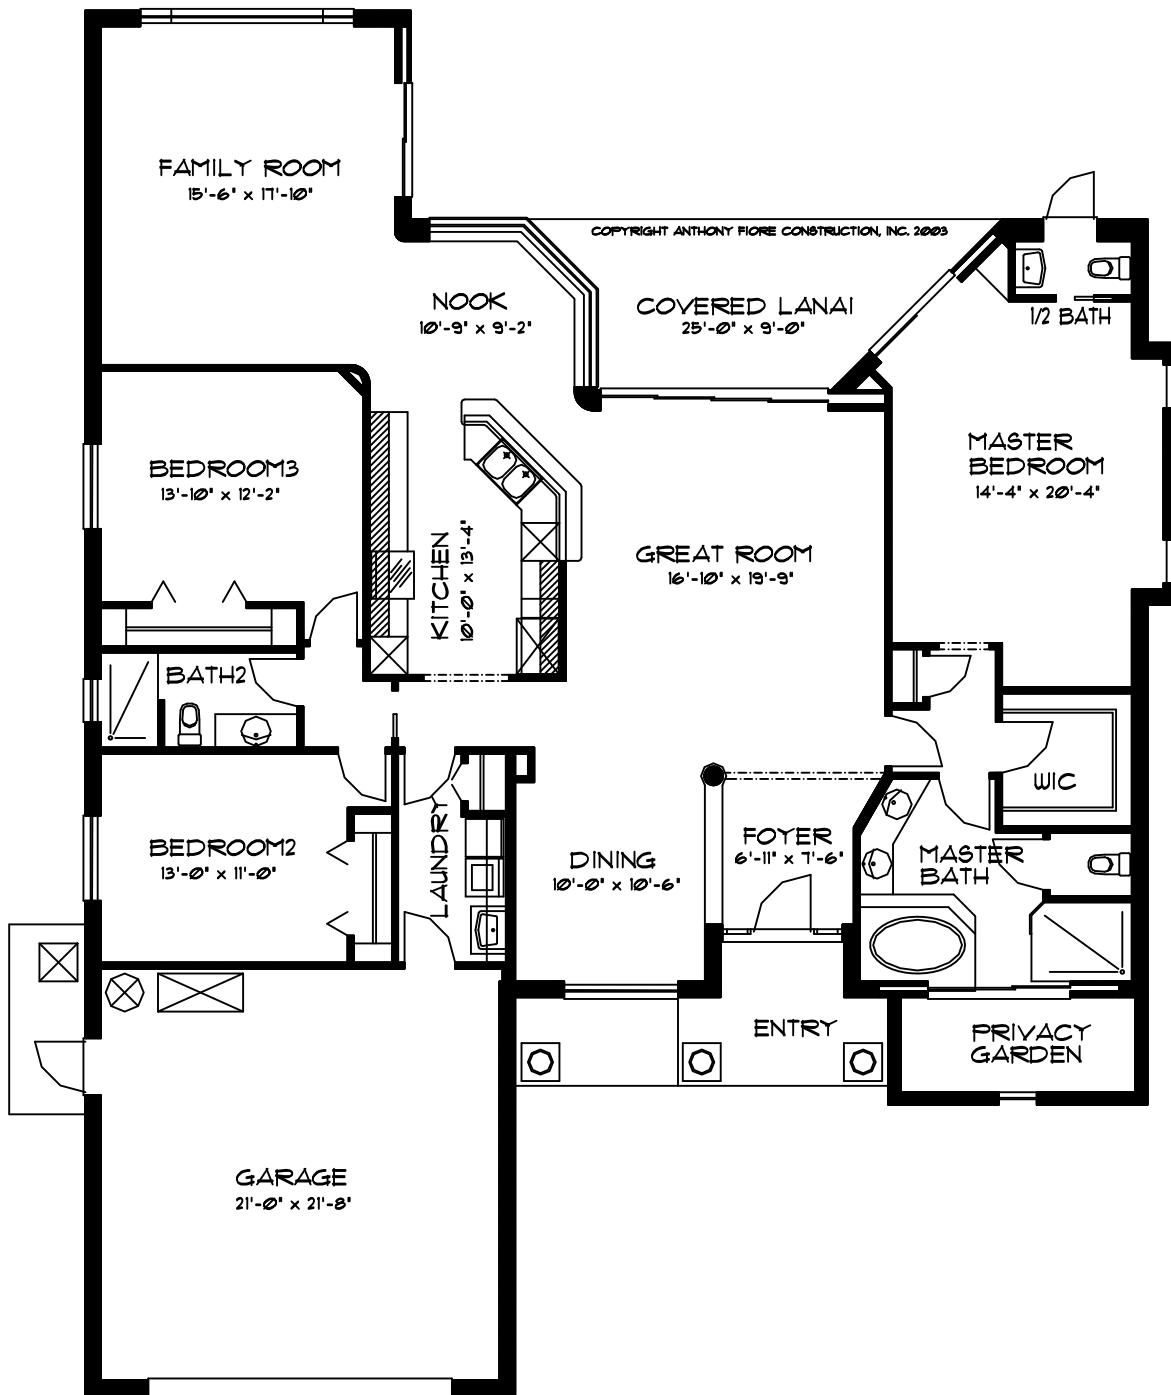 FAMILY ROOM
15'-6" x 17'-10"
COPYRIGHT ANTHONY FIORE CONSTRUCTION, INC. 2003
NOOK
10'-9" x 9'-2"
COVERED LANAI
25'-0" x 9'-0"
1/2 BATH
BEDROOM3
13'-10" x 12'-2"
MASTER
BEDROOM
14'-4" x 20'-4"
KITCHEN
10'-0" x 13'-4"
GREAT ROOM
16'-10" x 19'-9"
BATH2
WIC
BEDROOM2
13'-0" x 11'-0"
LAUNDRY
DINING
10'-0" x 10'-6"
FOYER
6'-11" x 7'-6"
MASTER
BATH
ENTRY
PRIVACY
GARDEN
GARAGE
21'-0" x 21'-8"